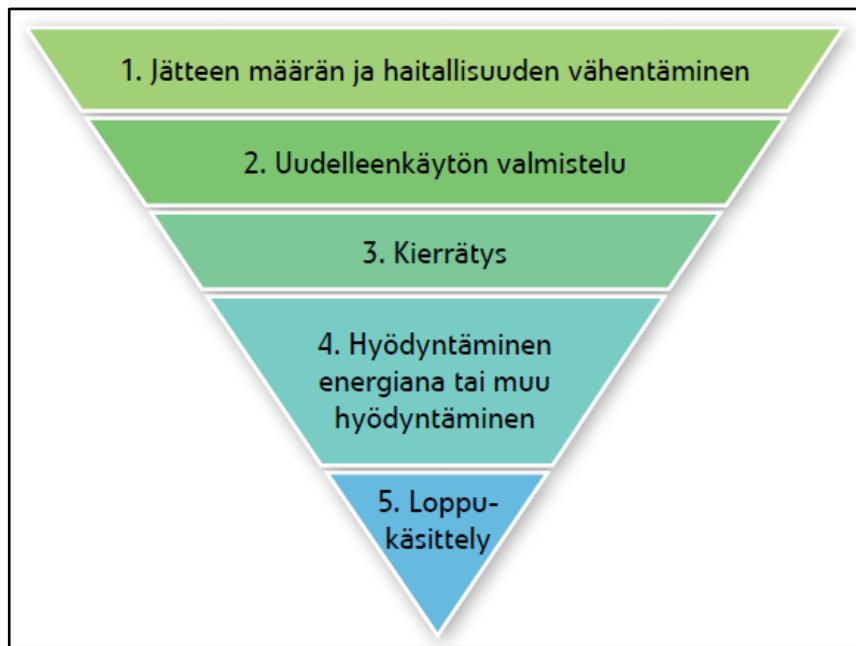 1. Jätteen määrän ja haitallisuuden vähentäminen
2. Uudelleenkäytön valmistelu
3. Kierrätys
4. Hyödyntäminen
energiana tai muu
hyödyntäminen
5. Loppu-
käsittely